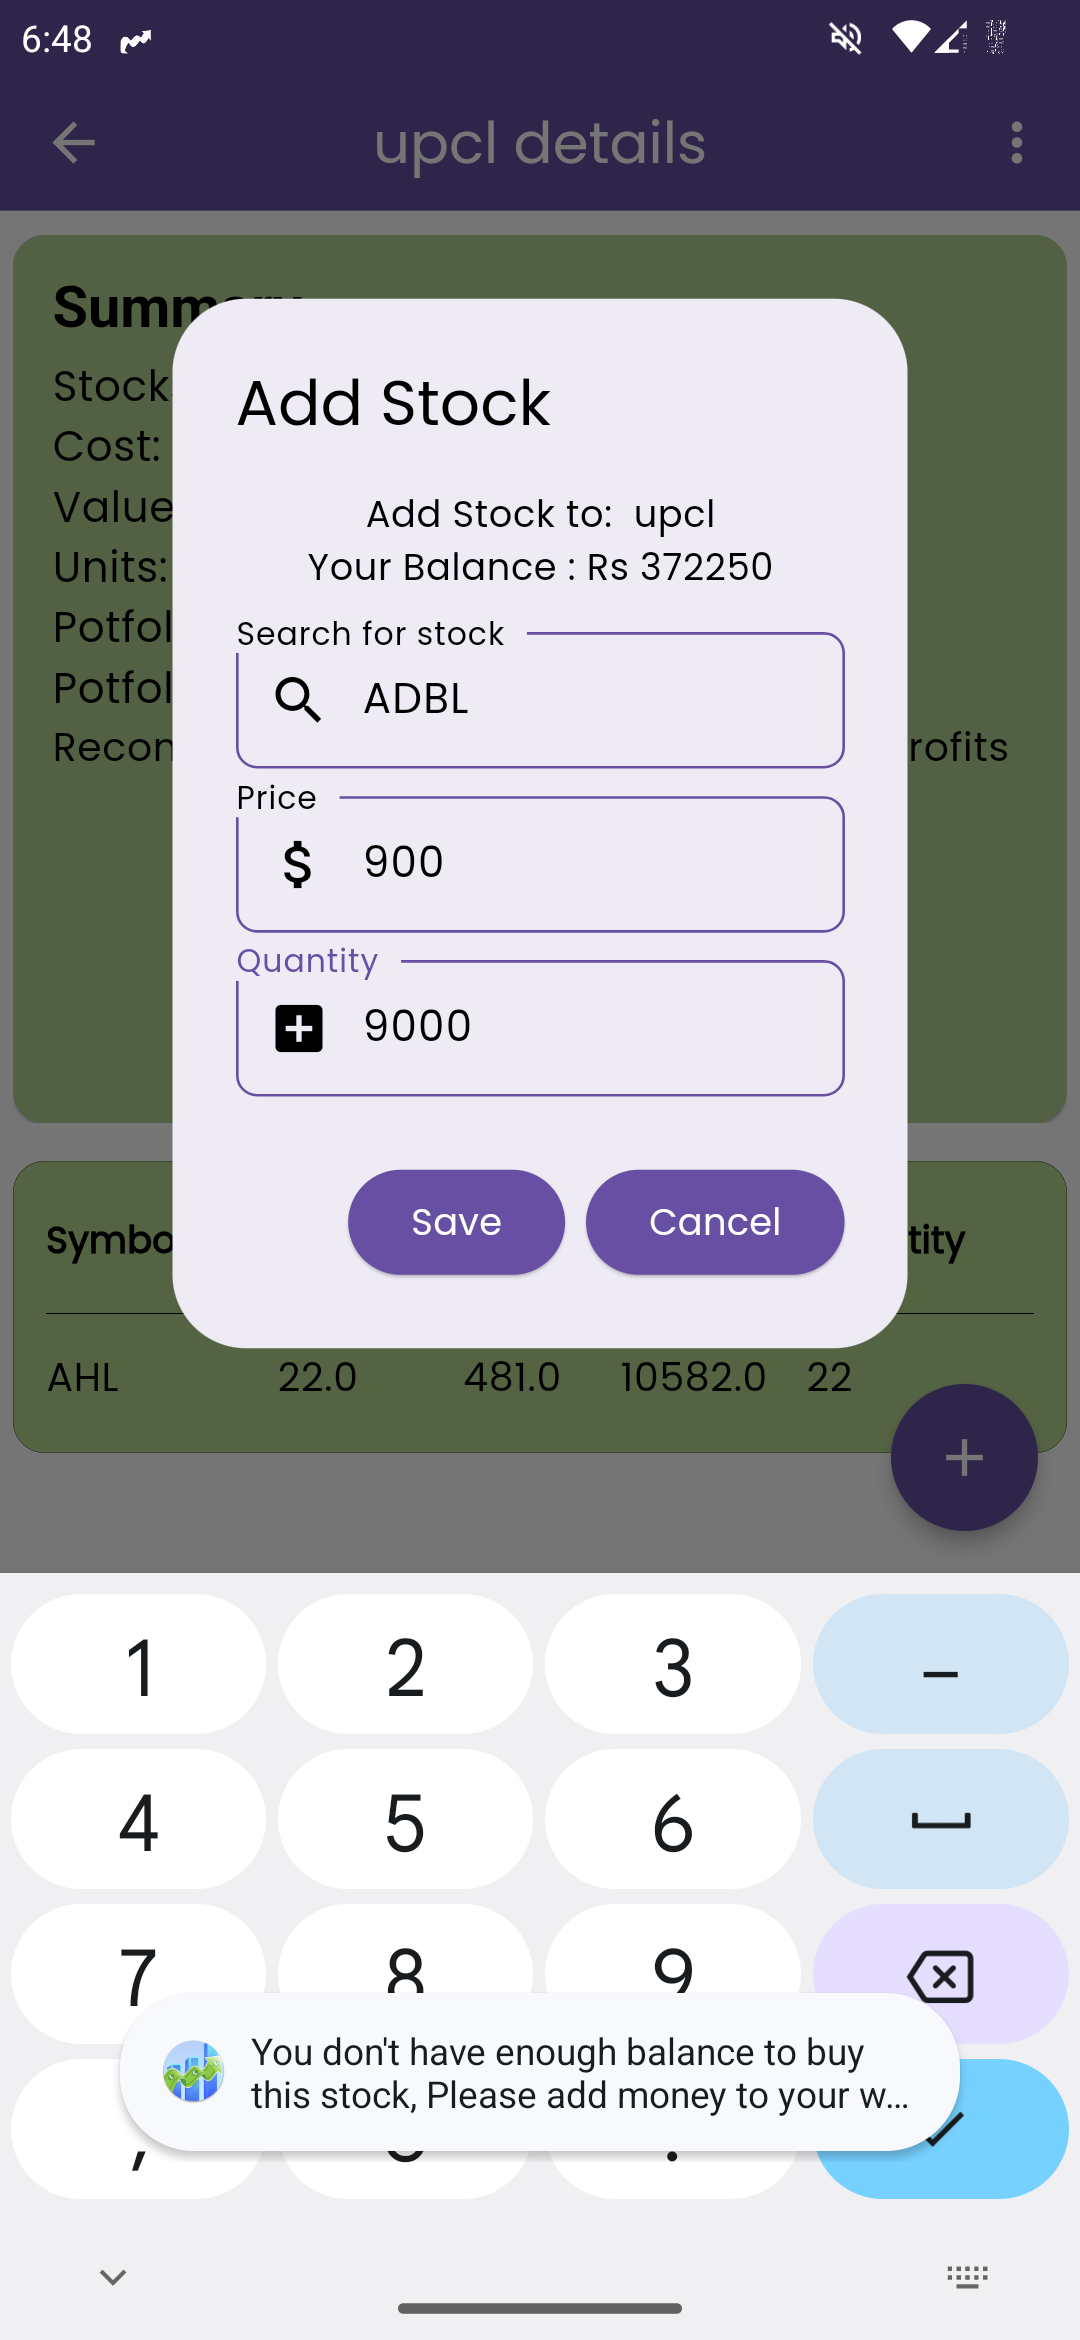 6:48
upcl details
Summary
Stock
Cost:
Value
Units:
Potfol
Potfol
Recon
rofits
Add Stock
Add Stock to: upcl
Your Balance : Rs 372250
Search for stock
ADBL
Price
$ 900
Quantity
9000
Save
Cancel
Symbo
tity
AHL 22.0 481.0 10582.0 22
1 2 3 –
4 5 6
7 8 9
You don't have enough balance to buy
this stock, Please add money to your w...
, .